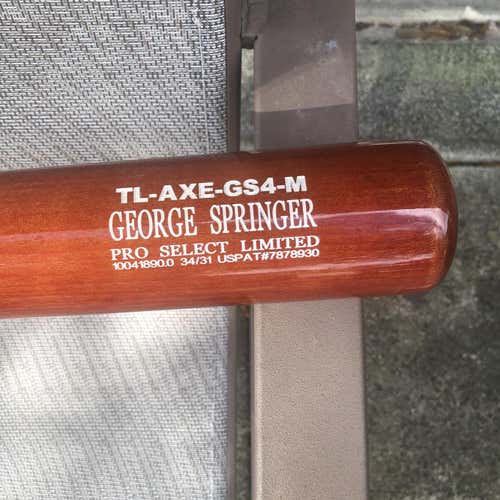 TL-AXE-GS4-M
GEORGE SPRINGER
PRO SELECT LIMITED
10041890.0 34/31 USPAT#7878930